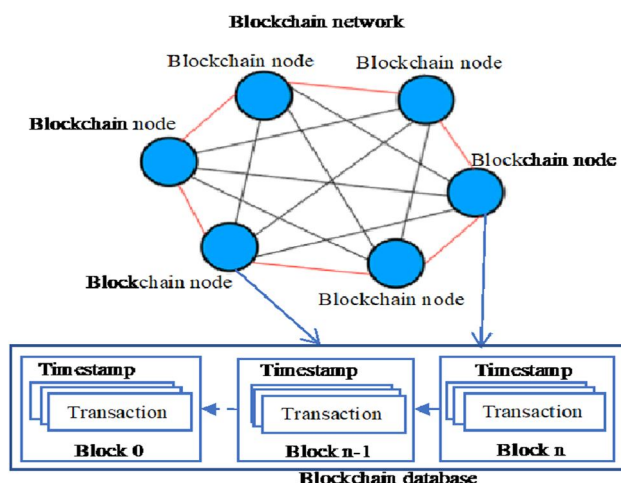 Blockchain network
Blockchain node
Blockchain node
Blockchain node
Blockchain node
Blockchain node
Blockchain node
Timestamp
Transaction
Block 0
Timestamp
Transaction
Block n-1
Timestamp
Transaction
Block n
Blockchain database